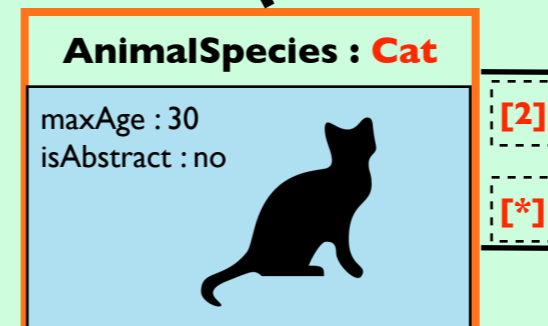 AnimalSpecies : Cat
maxAge : 30
isAbstract : no
[2]
[*]